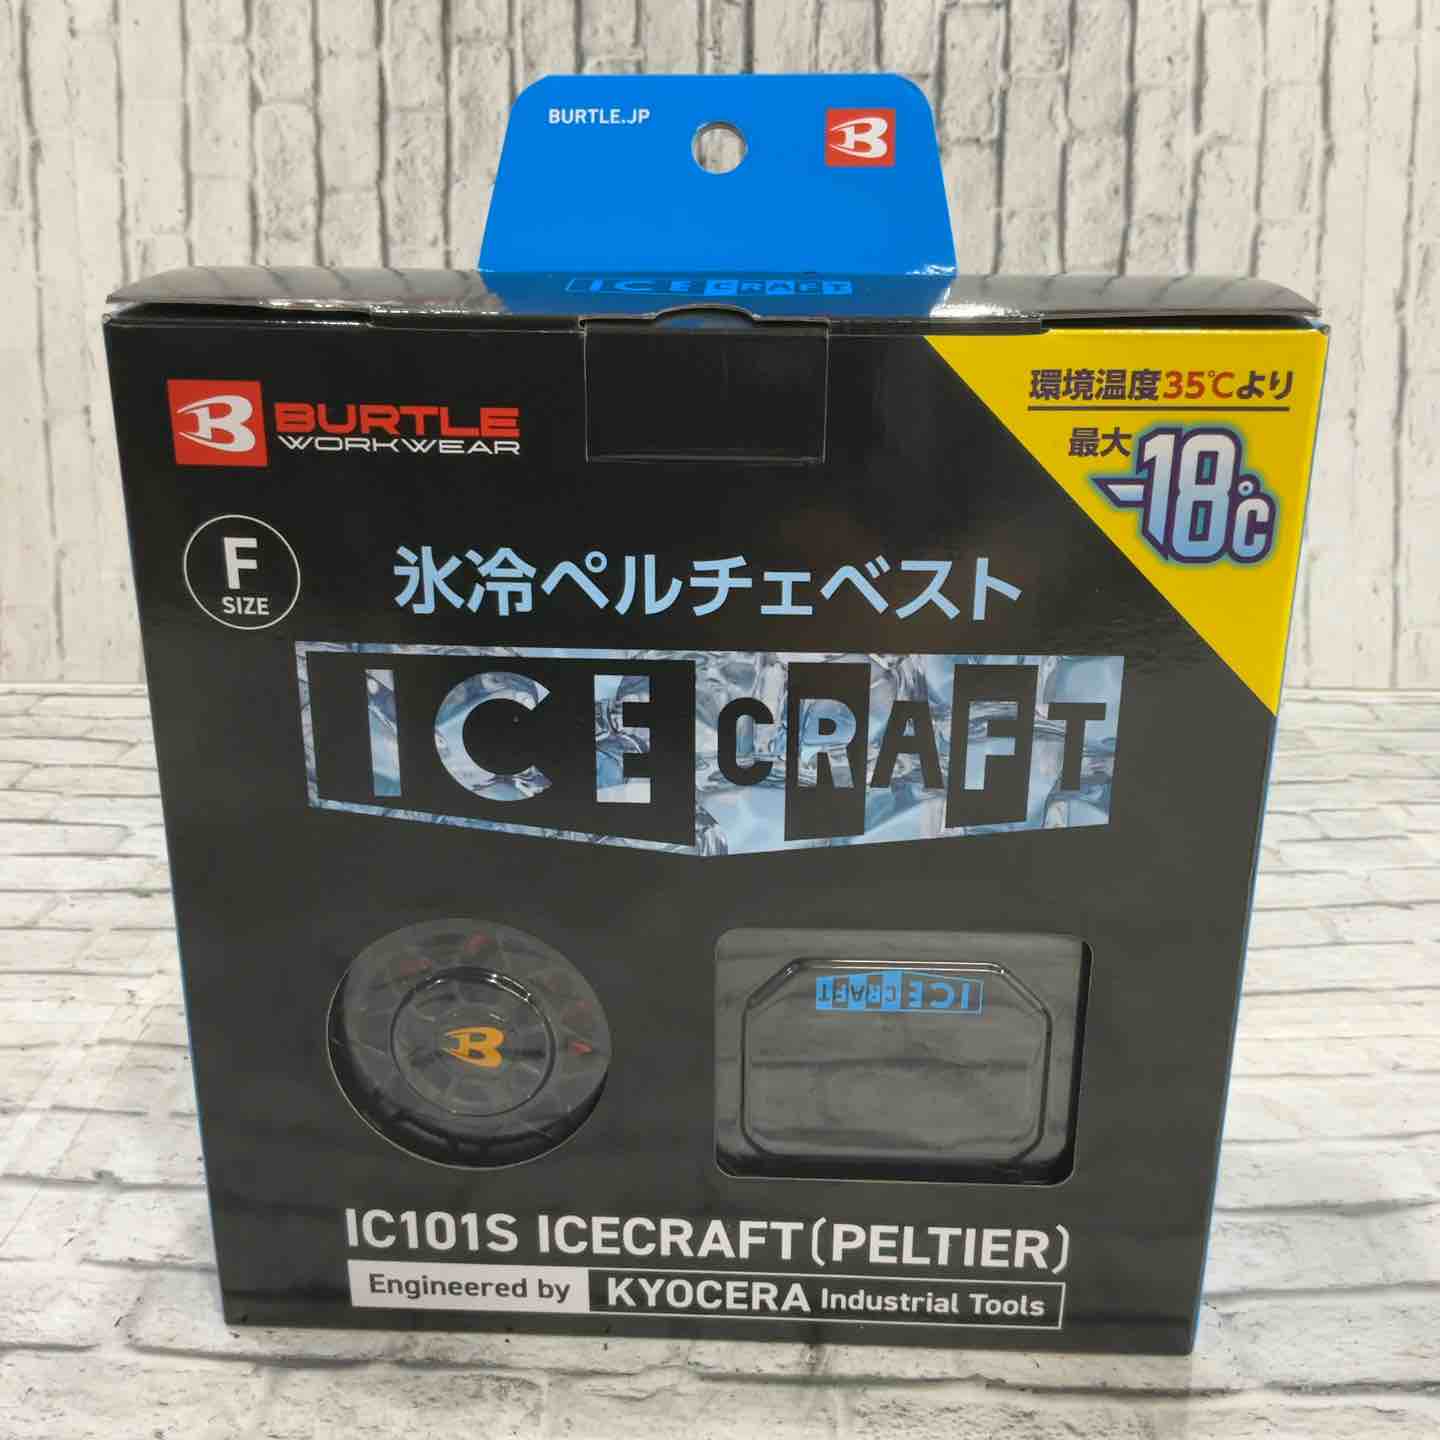 BURTLE.JP
B
ICECRAFT
B BURTLE
WORKWEAR
環境温度35℃より
最大
-18℃
F
SIZE
氷冷ペルチェベスト
ICECRAFT
B
ICECRAFT
IC101S ICECRAFT(PELTIER)
Engineered by KYOCERA Industrial Tools